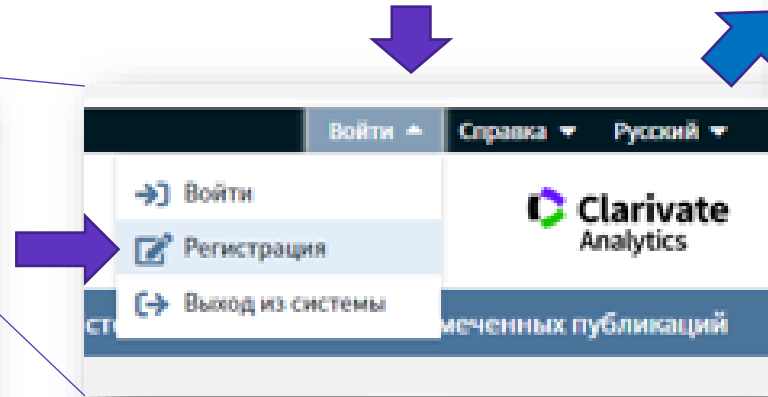 Войти Справка Русский
Войти
Clarivate
Analytics
Регистрация
Выход из системы
меченных публикаций